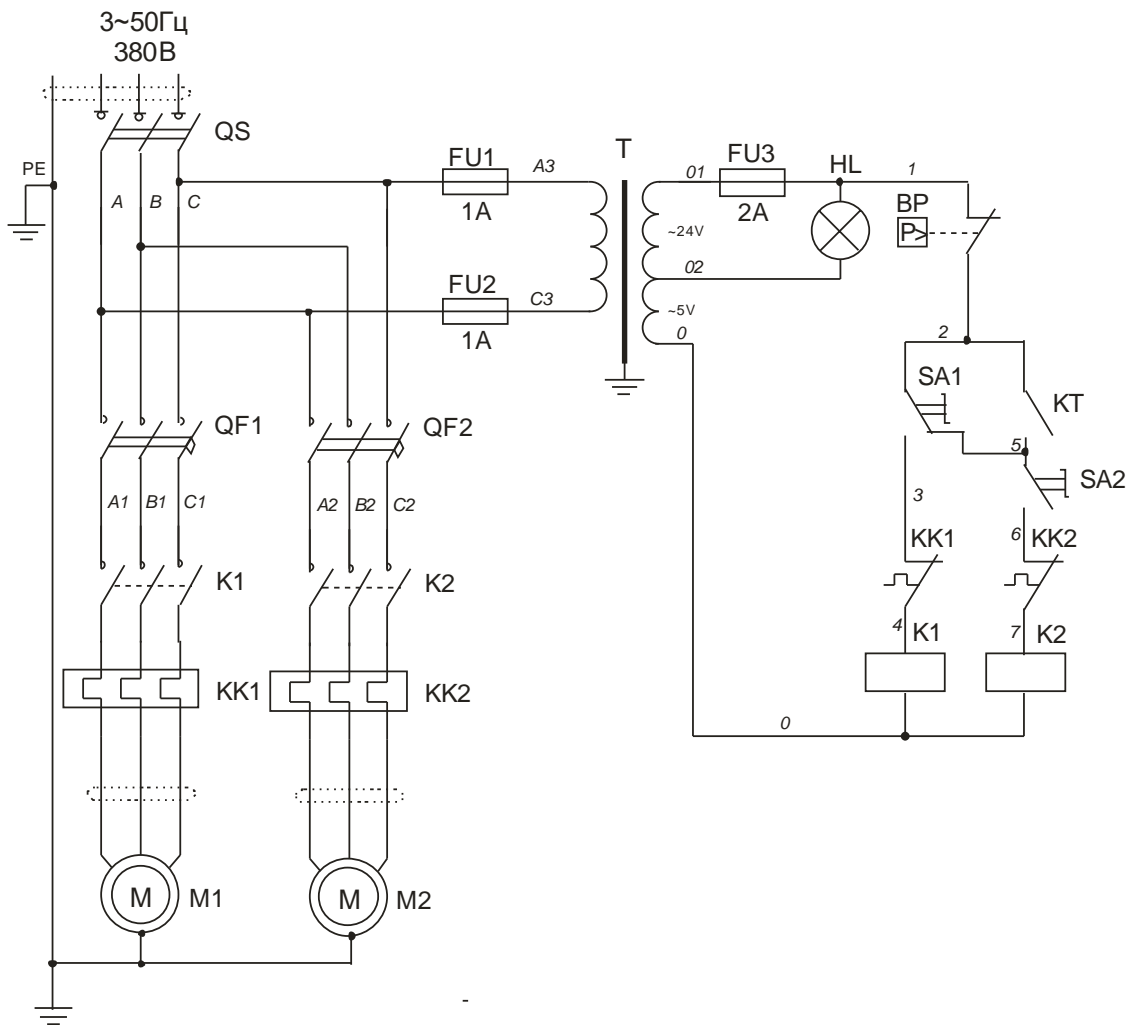 3~50Гц
380В
QS
PE
A B C
FU1
1A
A3
T
01
FU3
2A
HL
1
BP
P>
~24V
02
FU2
1A
C3
~5V
0
2
SA1
KT
QF1
QF2
5
SA2
A1 B1 C1
A2 B2 C2
3
KK1
6
KK2
K1
K2
4
K1
7
K2
KK1
KK2
0
M
M1
M
M2
-